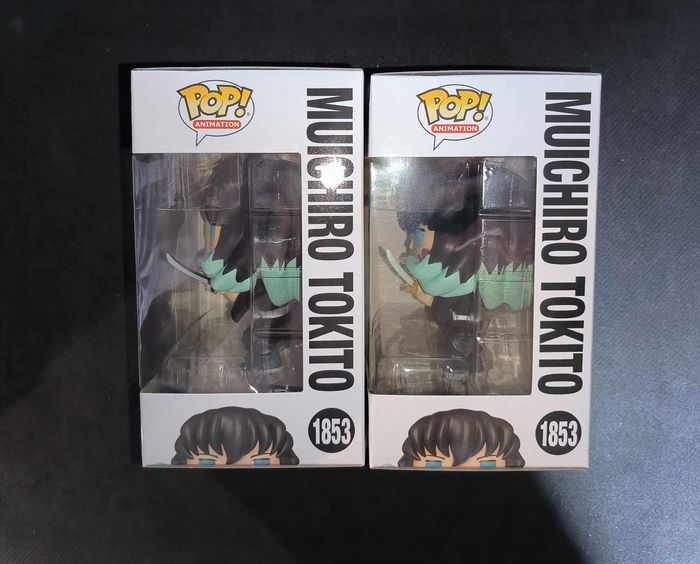 POP!
ANIMATION
MUICHIRO TOKITO
1853
POP!
ANIMATION
MUICHIRO TOKITO
1853